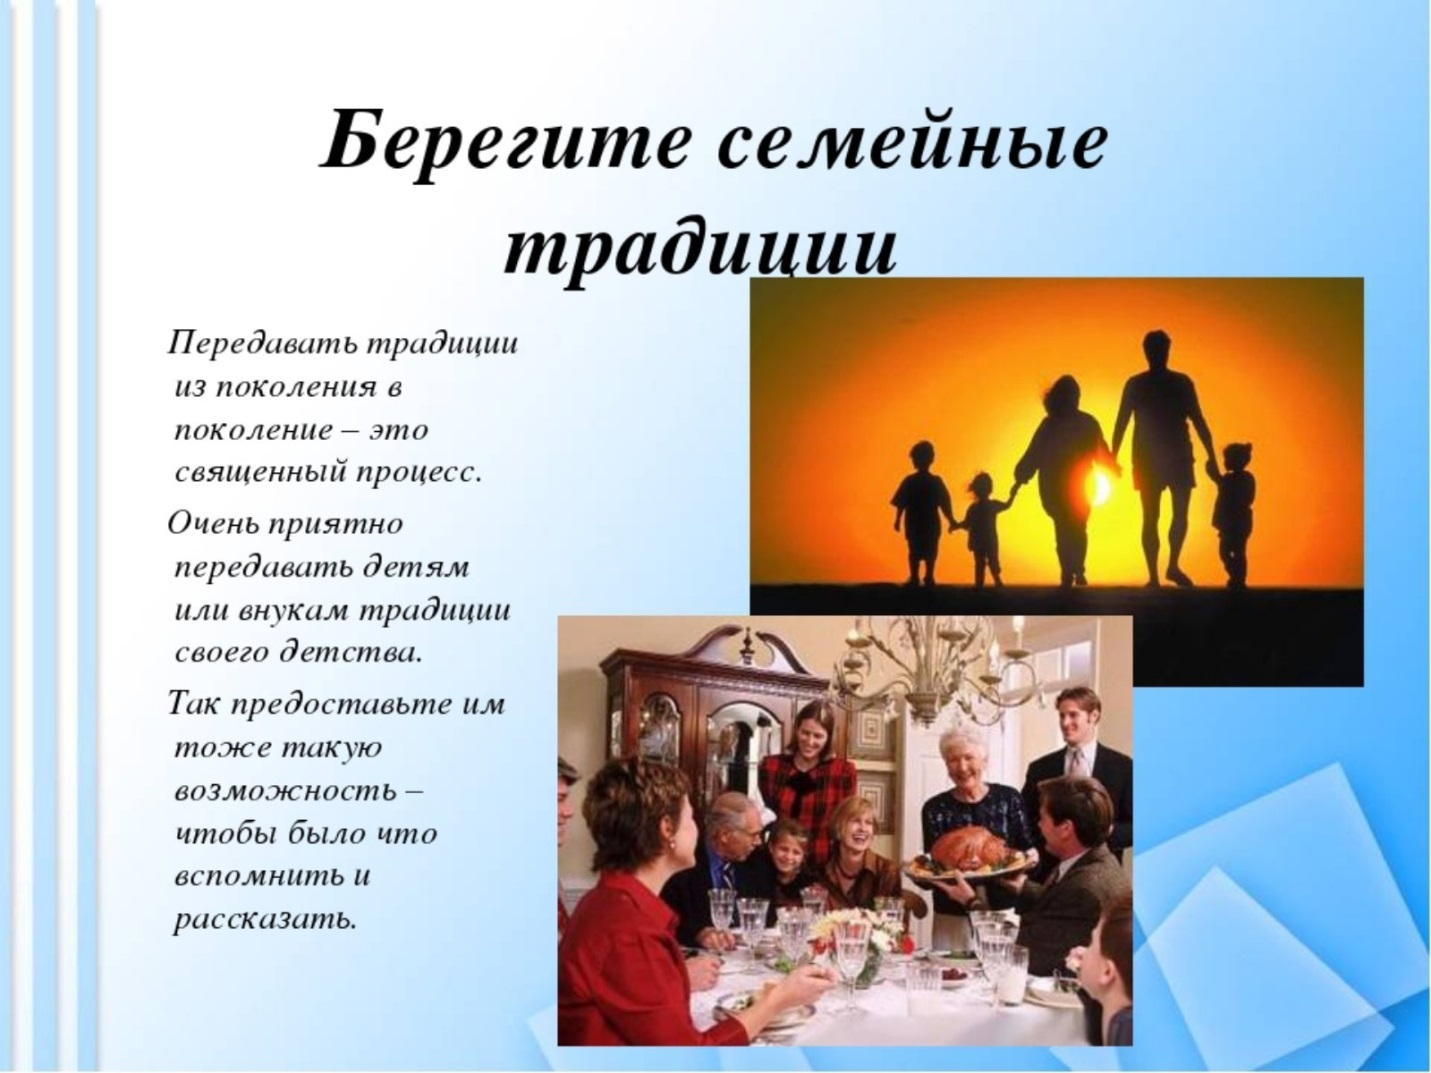 Берегите семейные
традиции
Передавать традиции
из поколения в
поколение – это
священный процесс.
Очень приятно
передавать детям
или внукам традиции
своего детства.
Так предоставьте им
тоже такую
возможность –
чтобы было что
вспомнить и
рассказать.